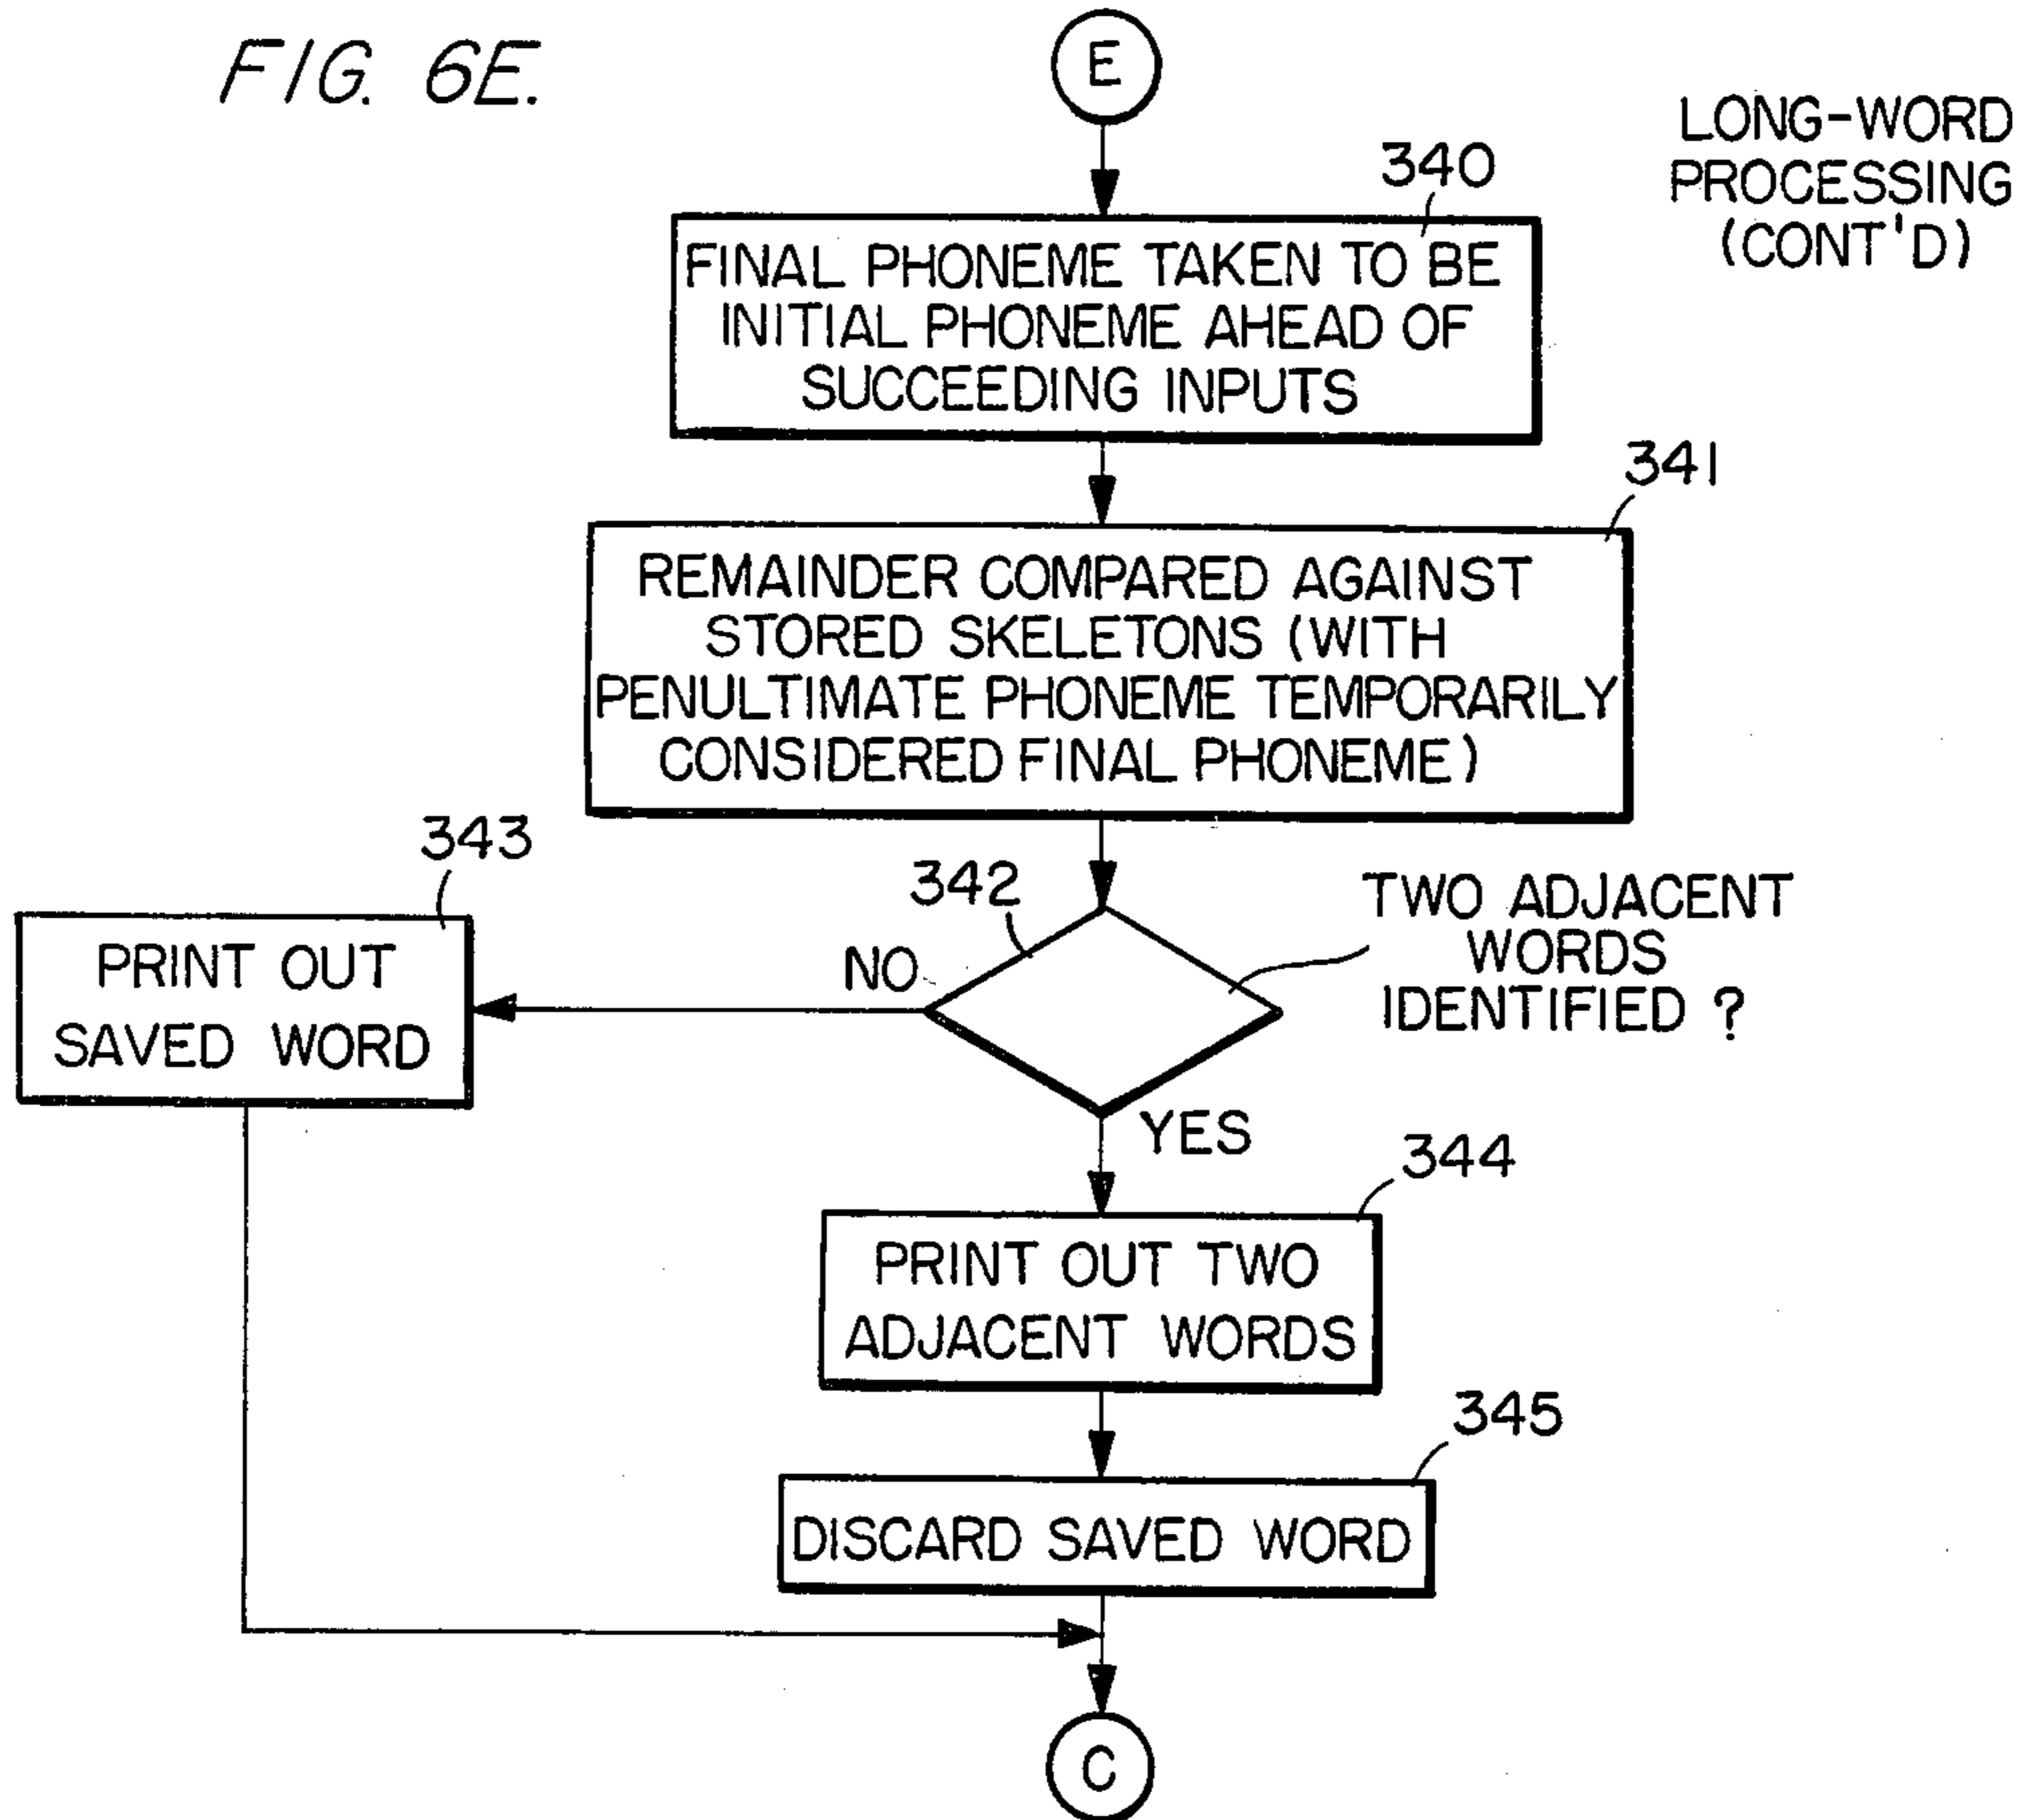 FIG. 6E.
E
LONG-WORD
PROCESSING
(CONT'D)
340
FINAL PHONEME TAKEN TO BE
INITIAL PHONEME AHEAD OF
SUCCEEDING INPUTS
341
REMAINDER COMPARED AGAINST
STORED SKELETONS (WITH
PENULTIMATE PHONEME TEMPORARILY
CONSIDERED FINAL PHONEME)
342
TWO ADJACENT
WORDS
IDENTIFIED ?
NO
343
PRINT OUT
SAVED WORD
YES
344
PRINT OUT TWO
ADJACENT WORDS
345
DISCARD SAVED WORD
C